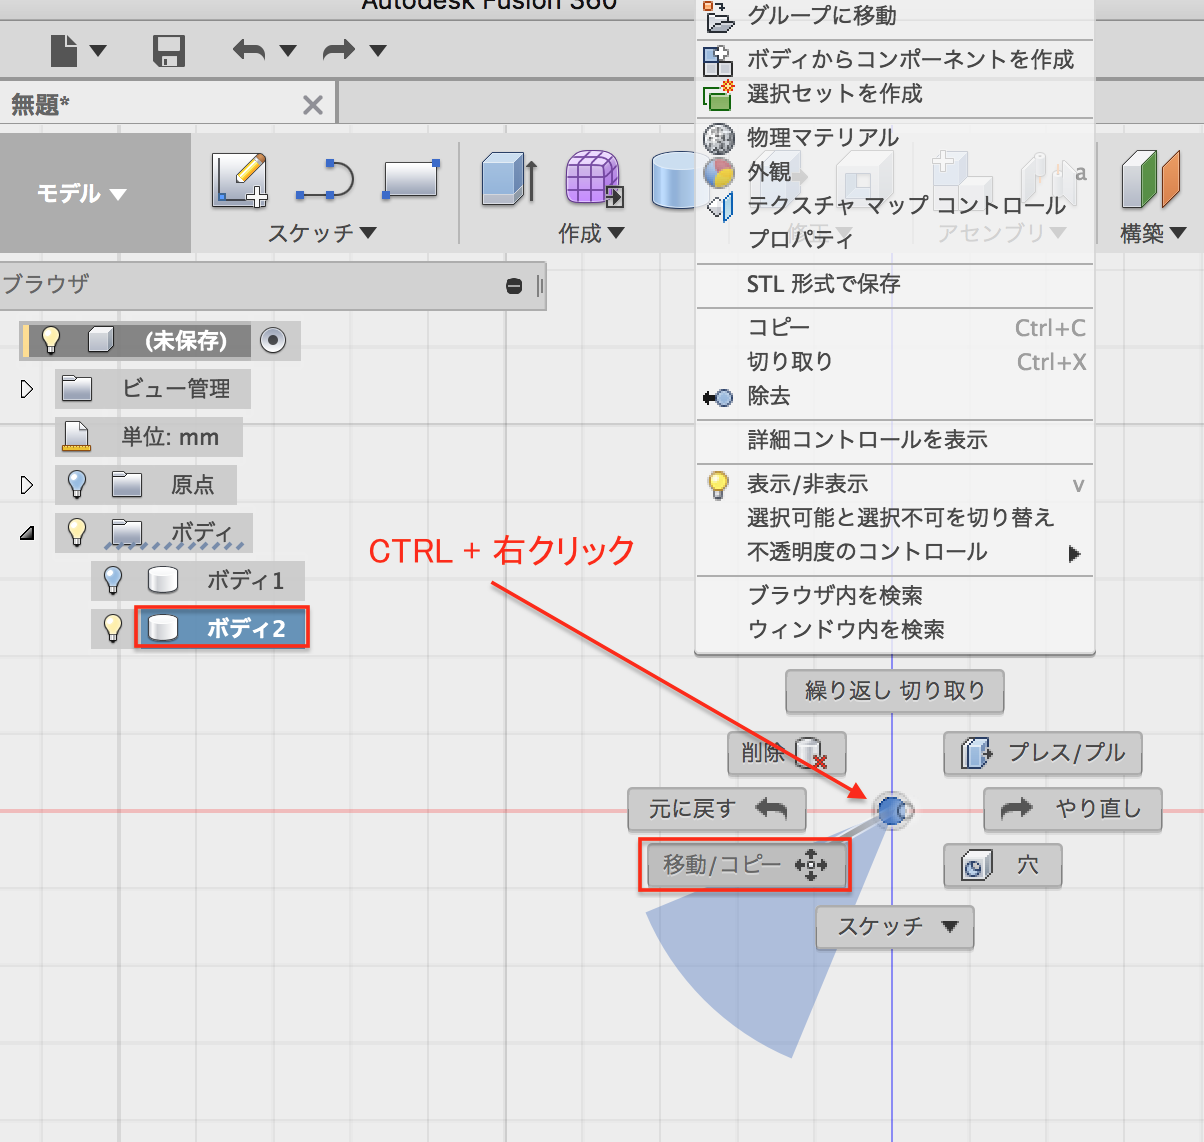 Autodesk Fusion 360
無題*
モデル
スケッチ
作成
修正
アセンブリ
構築
ブラウザ
(未保存)
ビュー管理
単位: mm
原点
ボディ
ボディ1
ボディ2
グループに移動
ボディからコンポーネントを作成
選択セットを作成
物理マテリアル
外観
テクスチャ マップ コントロール
プロパティ
STL 形式で保存
コピー Ctrl+C
切り取り Ctrl+X
除去
詳細コントロールを表示
表示/非表示 v
選択可能と選択不可を切り替え
不透明度のコントロール
ブラウザ内を検索
ウィンドウ内を検索
CTRL + 右クリック
繰り返し 切り取り
削除
プレス/プル
元に戻す
やり直し
移動/コピー
穴
スケッチ